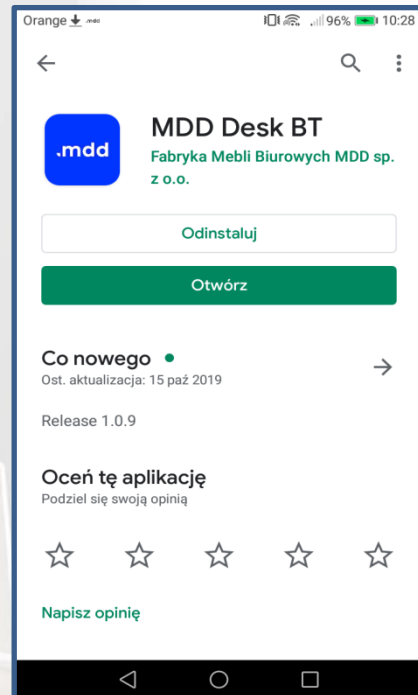 Orange .mdd 96% 10:28
.mdd
MDD Desk BT
Fabryka Mebli Biurowych MDD sp.
z o.o.
Odinstaluj
Otwórz
Co nowego
Ost. aktualizacja: 15 paź 2019
Release 1.0.9
Oceń tę aplikację
Podziel się swoją opinią
Napisz opinię